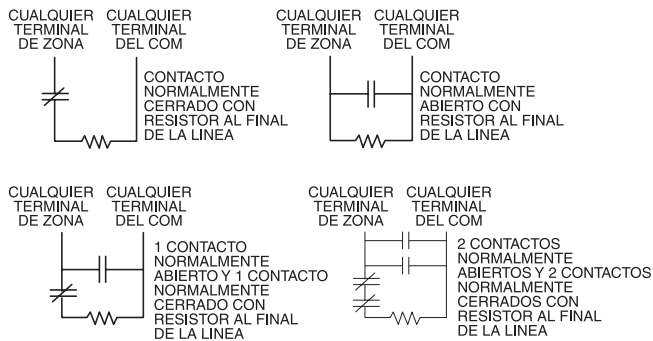 CUALQUIER
TERMINAL
DE ZONA
CUALQUIER
TERMINAL
DEL COM
CONTACTO
NORMALMENTE
CERRADO CON
RESISTOR AL FINAL
DE LA LINEA
CUALQUIER
TERMINAL
DE ZONA
CUALQUIER
TERMINAL
DEL COM
CONTACTO
NORMALMENTE
ABIERTO CON
RESISTOR AL FINAL
DE LA LINEA
CUALQUIER
TERMINAL
DE ZONA
CUALQUIER
TERMINAL
DEL COM
1 CONTACTO
NORMALMENTE
ABIERTO Y 1 CONTACTO
NORMALMENTE
CERRADO CON
RESISTOR AL FINAL
DE LA LINEA
CUALQUIER
TERMINAL
DE ZONA
CUALQUIER
TERMINAL
DEL COM
2 CONTACTOS
NORMALMENTE
ABIERTOS Y 2 CONTACTOS
NORMALMENTE
CERRADOS CON
RESISTOR AL FINAL
DE LA LINEA